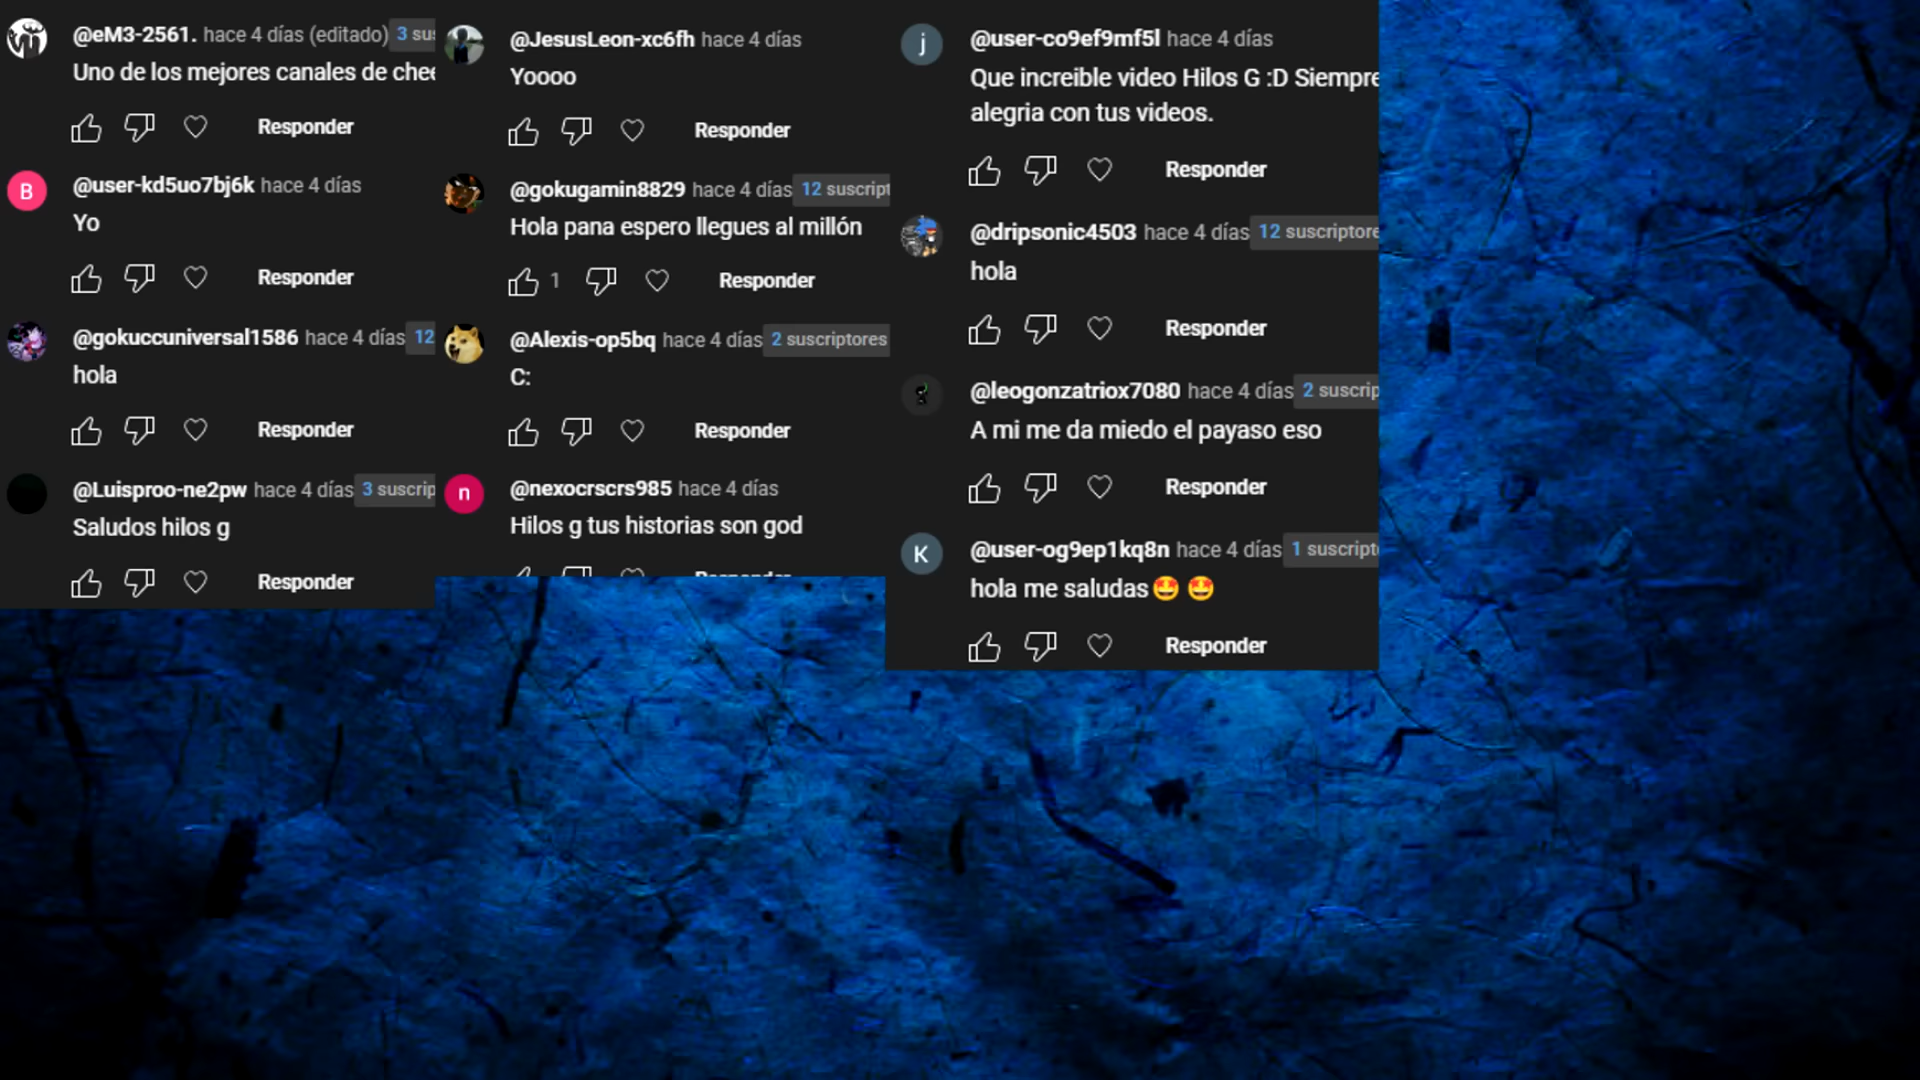 @eM3-2561. hace 4 días (editado) 3 sus
Uno de los mejores canales de chee
Responder
B
@user-kd5uo7bj6k hace 4 días
Yo
Responder
@gokuccuniversal1586 hace 4 días 12
hola
Responder
@Luisproo-ne2pw hace 4 días 3 suscrip
Saludos hilos g
Responder
@JesusLeon-xc6fh hace 4 días
Yoooo
Responder
@gokugamin8829 hace 4 días 12 suscript
Hola pana espero llegues al millón
1 Responder
@Alexis-op5bq hace 4 días 2 suscriptores
C:
Responder
n
@nexocrscrs985 hace 4 días
Hilos g tus historias son god
Responder
j
@user-co9ef9mf5l hace 4 días
Que increible video Hilos G :D Siempre
alegria con tus videos.
Responder
@dripsonic4503 hace 4 días 12 suscriptore
hola
Responder
@leogonzatriox7080 hace 4 días 2 suscrip
A mi me da miedo el payaso eso
Responder
K
@user-og9ep1kq8n hace 4 días 1 suscript
hola me saludas🤩 🤩
Responder